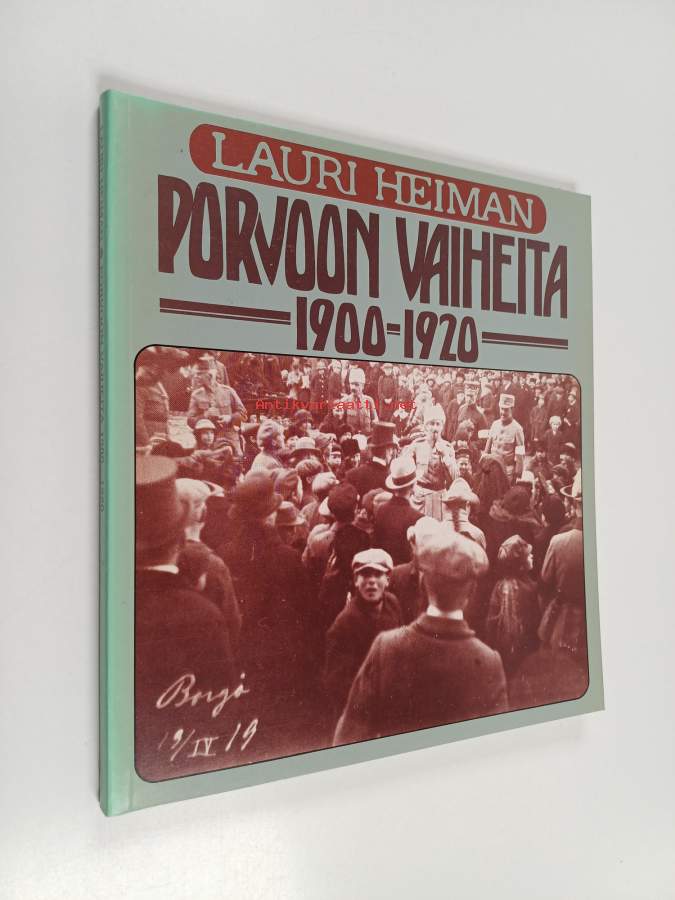 LAURI HEIMAN
PORVOON VAIHEITA
1900-1920
Antikvariaatti.net
Borgå
19/IV 19